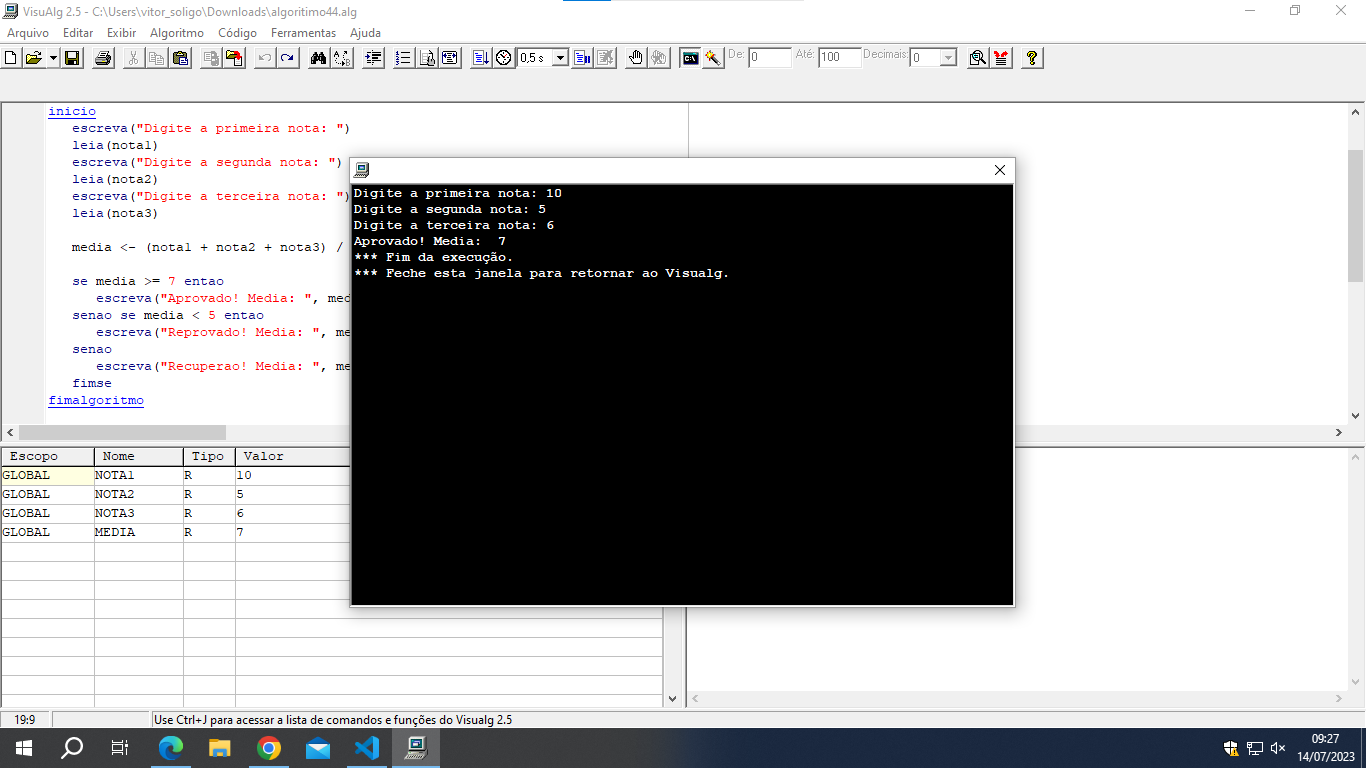 VisuAlg 2.5 - C:\Users\vitor_soligo\Downloads\algoritimo44.alg
Arquivo Editar Exibir Algoritmo Código Ferramentas Ajuda
0,5 s De: 0 Até: 100 Decimais: 0
inicio
escreva("Digite a primeira nota: ")
leia(nota1)
escreva("Digite a segunda nota: ")
leia(nota2)
escreva("Digite a terceira nota: ")
leia(nota3)
media <- (nota1 + nota2 + nota3) /
se media >= 7 entao
escreva("Aprovado! Media: ", med
senao se media < 5 entao
escreva("Reprovado! Media: ", me
senao
escreva("Recuperao! Media: ", me
fimse
fimalgoritmo
Digite a primeira nota: 10
Digite a segunda nota: 5
Digite a terceira nota: 6
Aprovado! Media:  7
*** Fim da execução.
*** Feche esta janela para retornar ao Visualg.
Escopo Nome Tipo Valor
GLOBAL NOTA1 R 10
GLOBAL NOTA2 R 5
GLOBAL NOTA3 R 6
GLOBAL MEDIA R 7
19:9 Use Ctrl+J para acessar a lista de comandos e funções do Visualg 2.5
09:27
14/07/2023